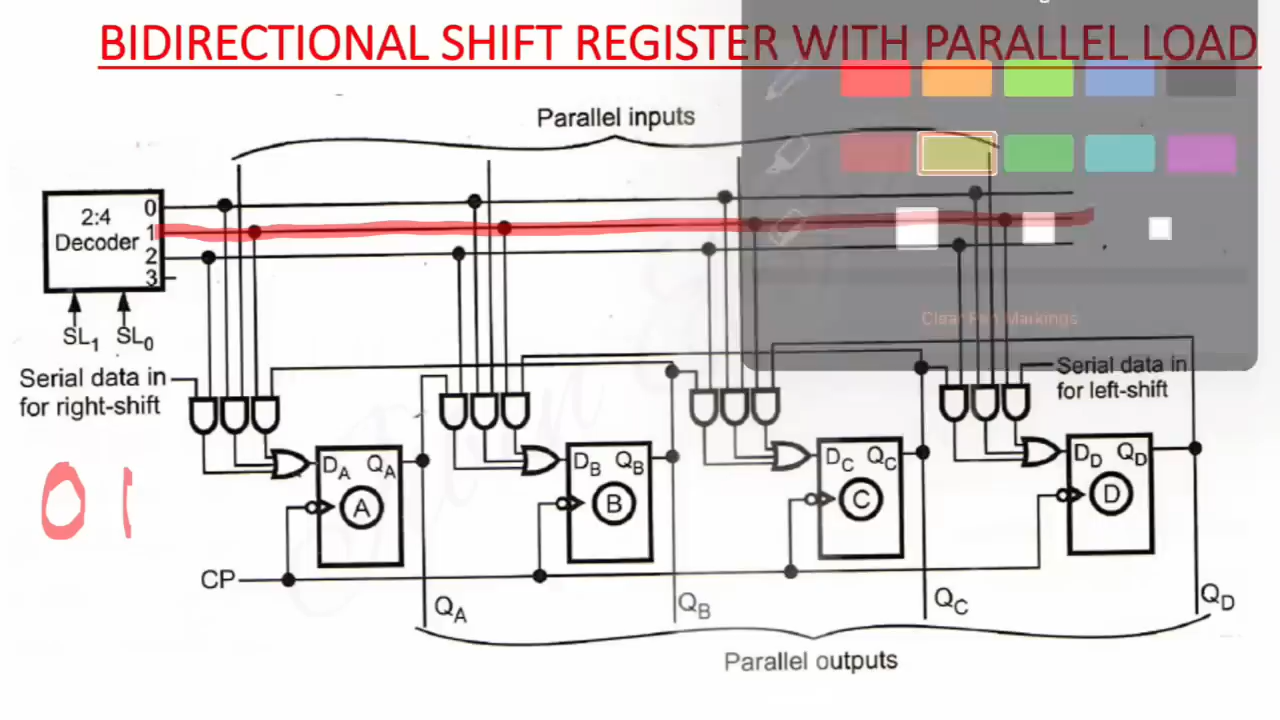 BIDIRECTIONAL SHIFT REGISTER WITH PARALLEL LOAD
Parallel inputs
2:4
Decoder
0
1
2
3
SL1 SL0
Clear Pen Markings
Serial data in
for right-shift
Serial data in
for left-shift
DA QA
A
DB QB
B
DC QC
C
DD QD
D
0 1
CP
QA
QB
QC
QD
Parallel outputs